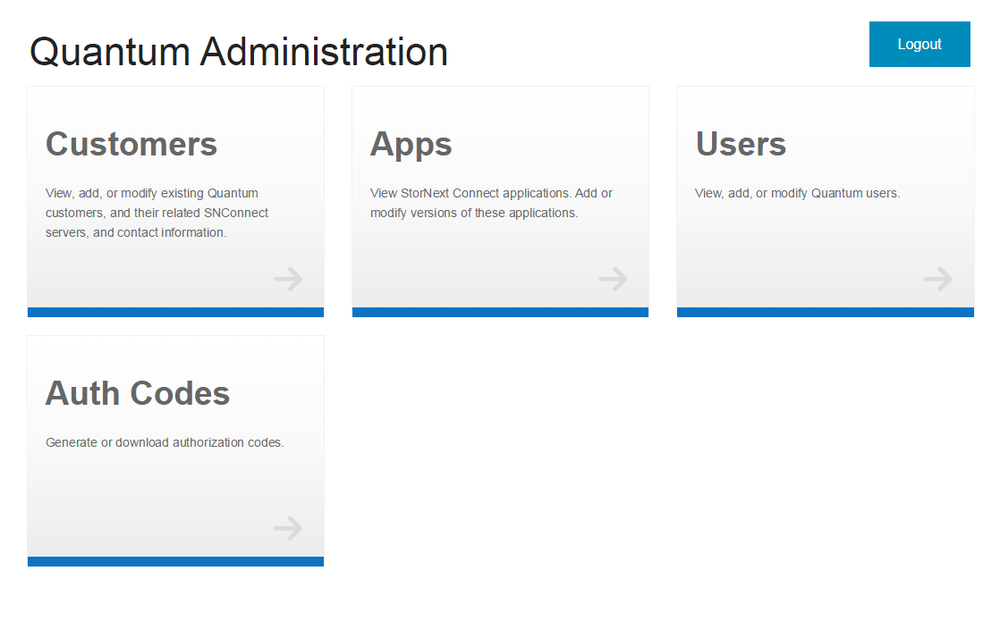 Quantum Administration
Logout
Customers
View, add, or modify existing Quantum
customers, and their related SNConnect
servers, and contact information.
Apps
View StorNext Connect applications. Add or
modify versions of these applications.
Users
View, add, or modify Quantum users.
Auth Codes
Generate or download authorization codes.